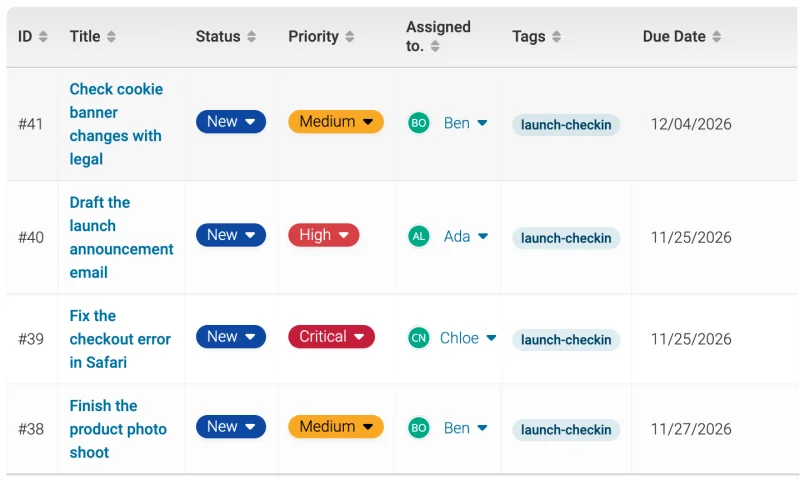 ID Title Status Priority Assigned to. Tags Due Date
#41 Check cookie banner changes with legal New Medium BO Ben launch-checkin 12/04/2026
#40 Draft the launch announcement email New High AL Ada launch-checkin 11/25/2026
#39 Fix the checkout error in Safari New Critical CN Chloe launch-checkin 11/25/2026
#38 Finish the product photo shoot New Medium BO Ben launch-checkin 11/27/2026